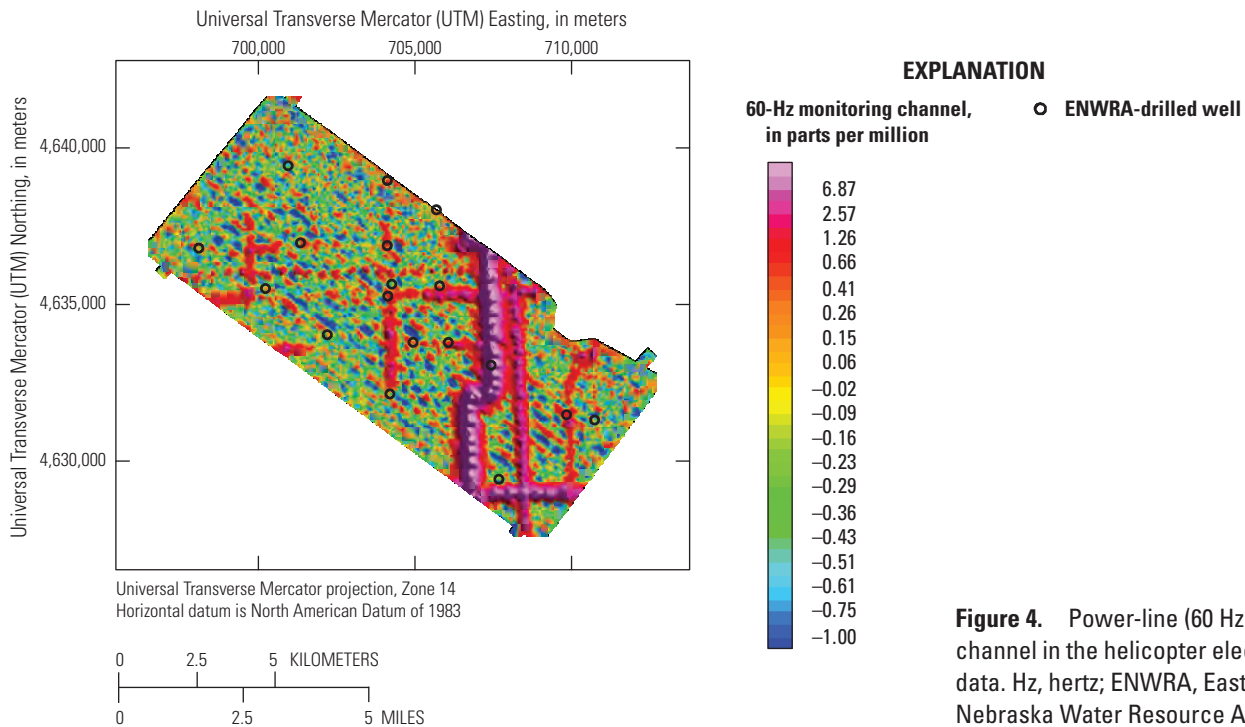 Universal Transverse Mercator (UTM) Easting, in meters
700,000 705,000 710,000
Universal Transverse Mercator (UTM) Northing, in meters
4,640,000
4,635,000
4,630,000
Universal Transverse Mercator projection, Zone 14
Horizontal datum is North American Datum of 1983
0 2.5 5 KILOMETERS
0 2.5 5 MILES
EXPLANATION
60-Hz monitoring channel,
in parts per million
ENWRA-drilled well
6.87
2.57
1.26
0.66
0.41
0.26
0.15
0.06
–0.02
–0.09
–0.16
–0.23
–0.29
–0.36
–0.43
–0.51
–0.61
–0.75
–1.00
Figure 4. Power-line (60 Hz
channel in the helicopter elec
data. Hz, hertz; ENWRA, East
Nebraska Water Resource A